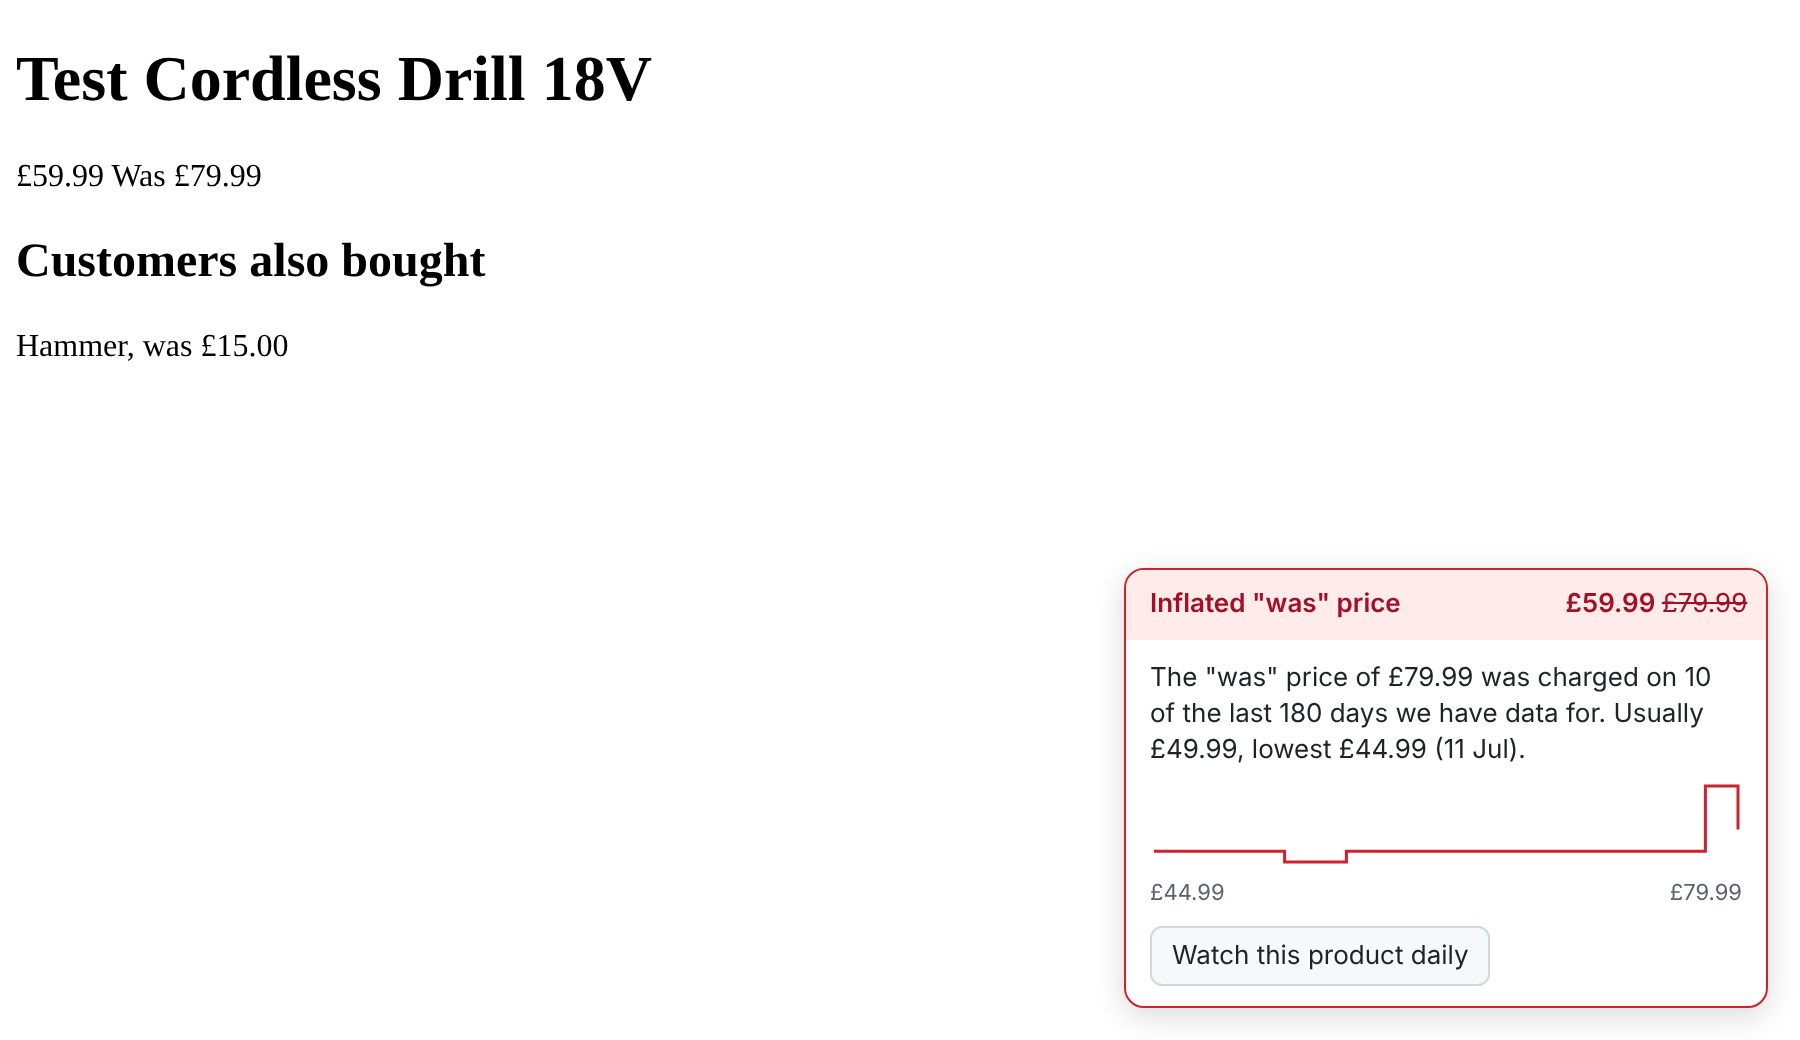 Test Cordless Drill 18V
£59.99 Was £79.99
Customers also bought
Hammer, was £15.00
Inflated "was" price £59.99 £79.99
The "was" price of £79.99 was charged on 10
of the last 180 days we have data for. Usually
£49.99, lowest £44.99 (11 Jul).
£44.99 £79.99
Watch this product daily